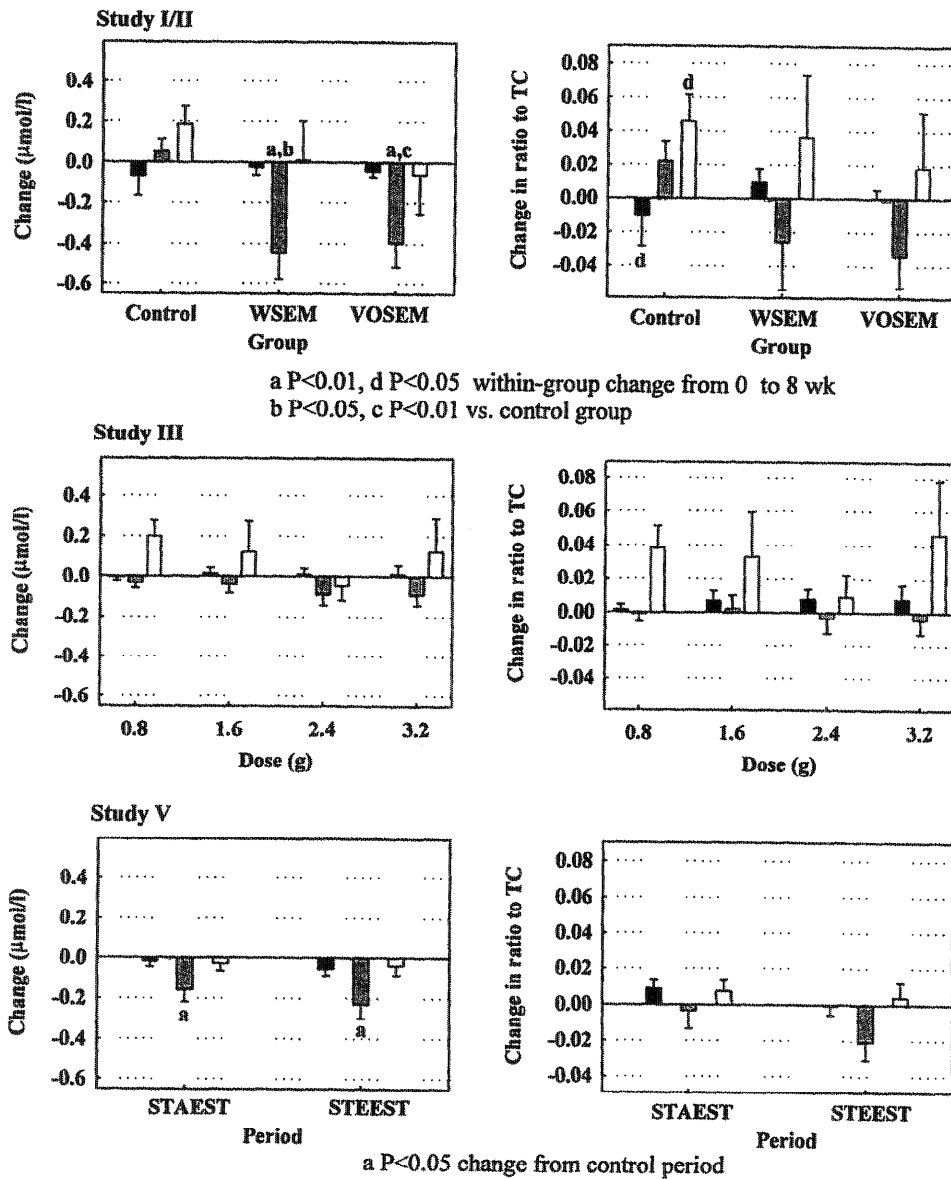 Study I/II
Change (µmol/l)
0.4
0.2
0.0
-0.2
-0.4
-0.6
a,b
a,c
Control
WSEM
VOSEM
Group
Change in ratio to TC
0.08
0.06
0.04
0.02
0.00
-0.02
-0.04
d
d
Control
WSEM
VOSEM
Group
a P<0.01, d P<0.05 within-group change from 0 to 8 wk
b P<0.05, c P<0.01 vs. control group
Study III
Change (µmol/l)
0.4
0.2
0.0
-0.2
-0.4
-0.6
0.8
1.6
2.4
3.2
Dose (g)
Change in ratio to TC
0.08
0.06
0.04
0.02
0.00
-0.02
-0.04
0.8
1.6
2.4
3.2
Dose (g)
Study V
Change (µmol/l)
0.4
0.2
0.0
-0.2
-0.4
-0.6
a
a
STAEST
STEEST
Period
Change in ratio to TC
0.08
0.06
0.04
0.02
0.00
-0.02
-0.04
STAEST
STEEST
Period
a P<0.05 change from control period